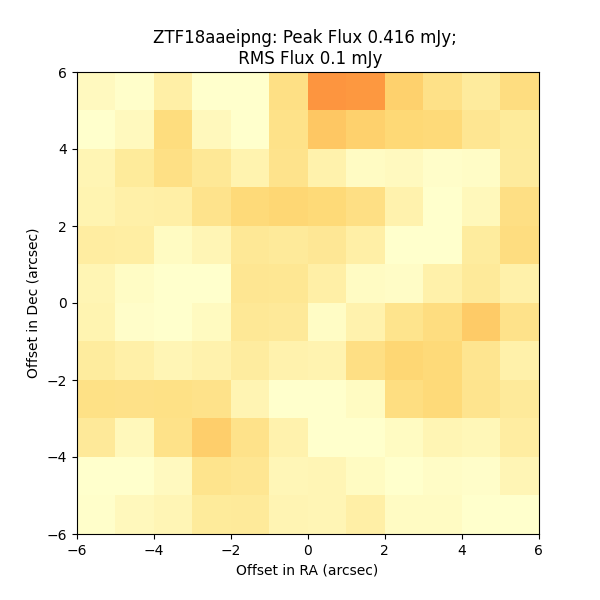 ZTF18aaeipng: Peak Flux 0.416 mJy;
RMS Flux 0.1 mJy
6
4
2
0
−2
−4
−6
Offset in Dec (arcsec)
−6 −4 −2 0 2 4 6
Offset in RA (arcsec)